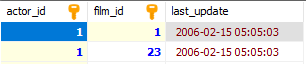 actor_id film_id last_update
1 1 2006-02-15 05:05:03
1 23 2006-02-15 05:05:03